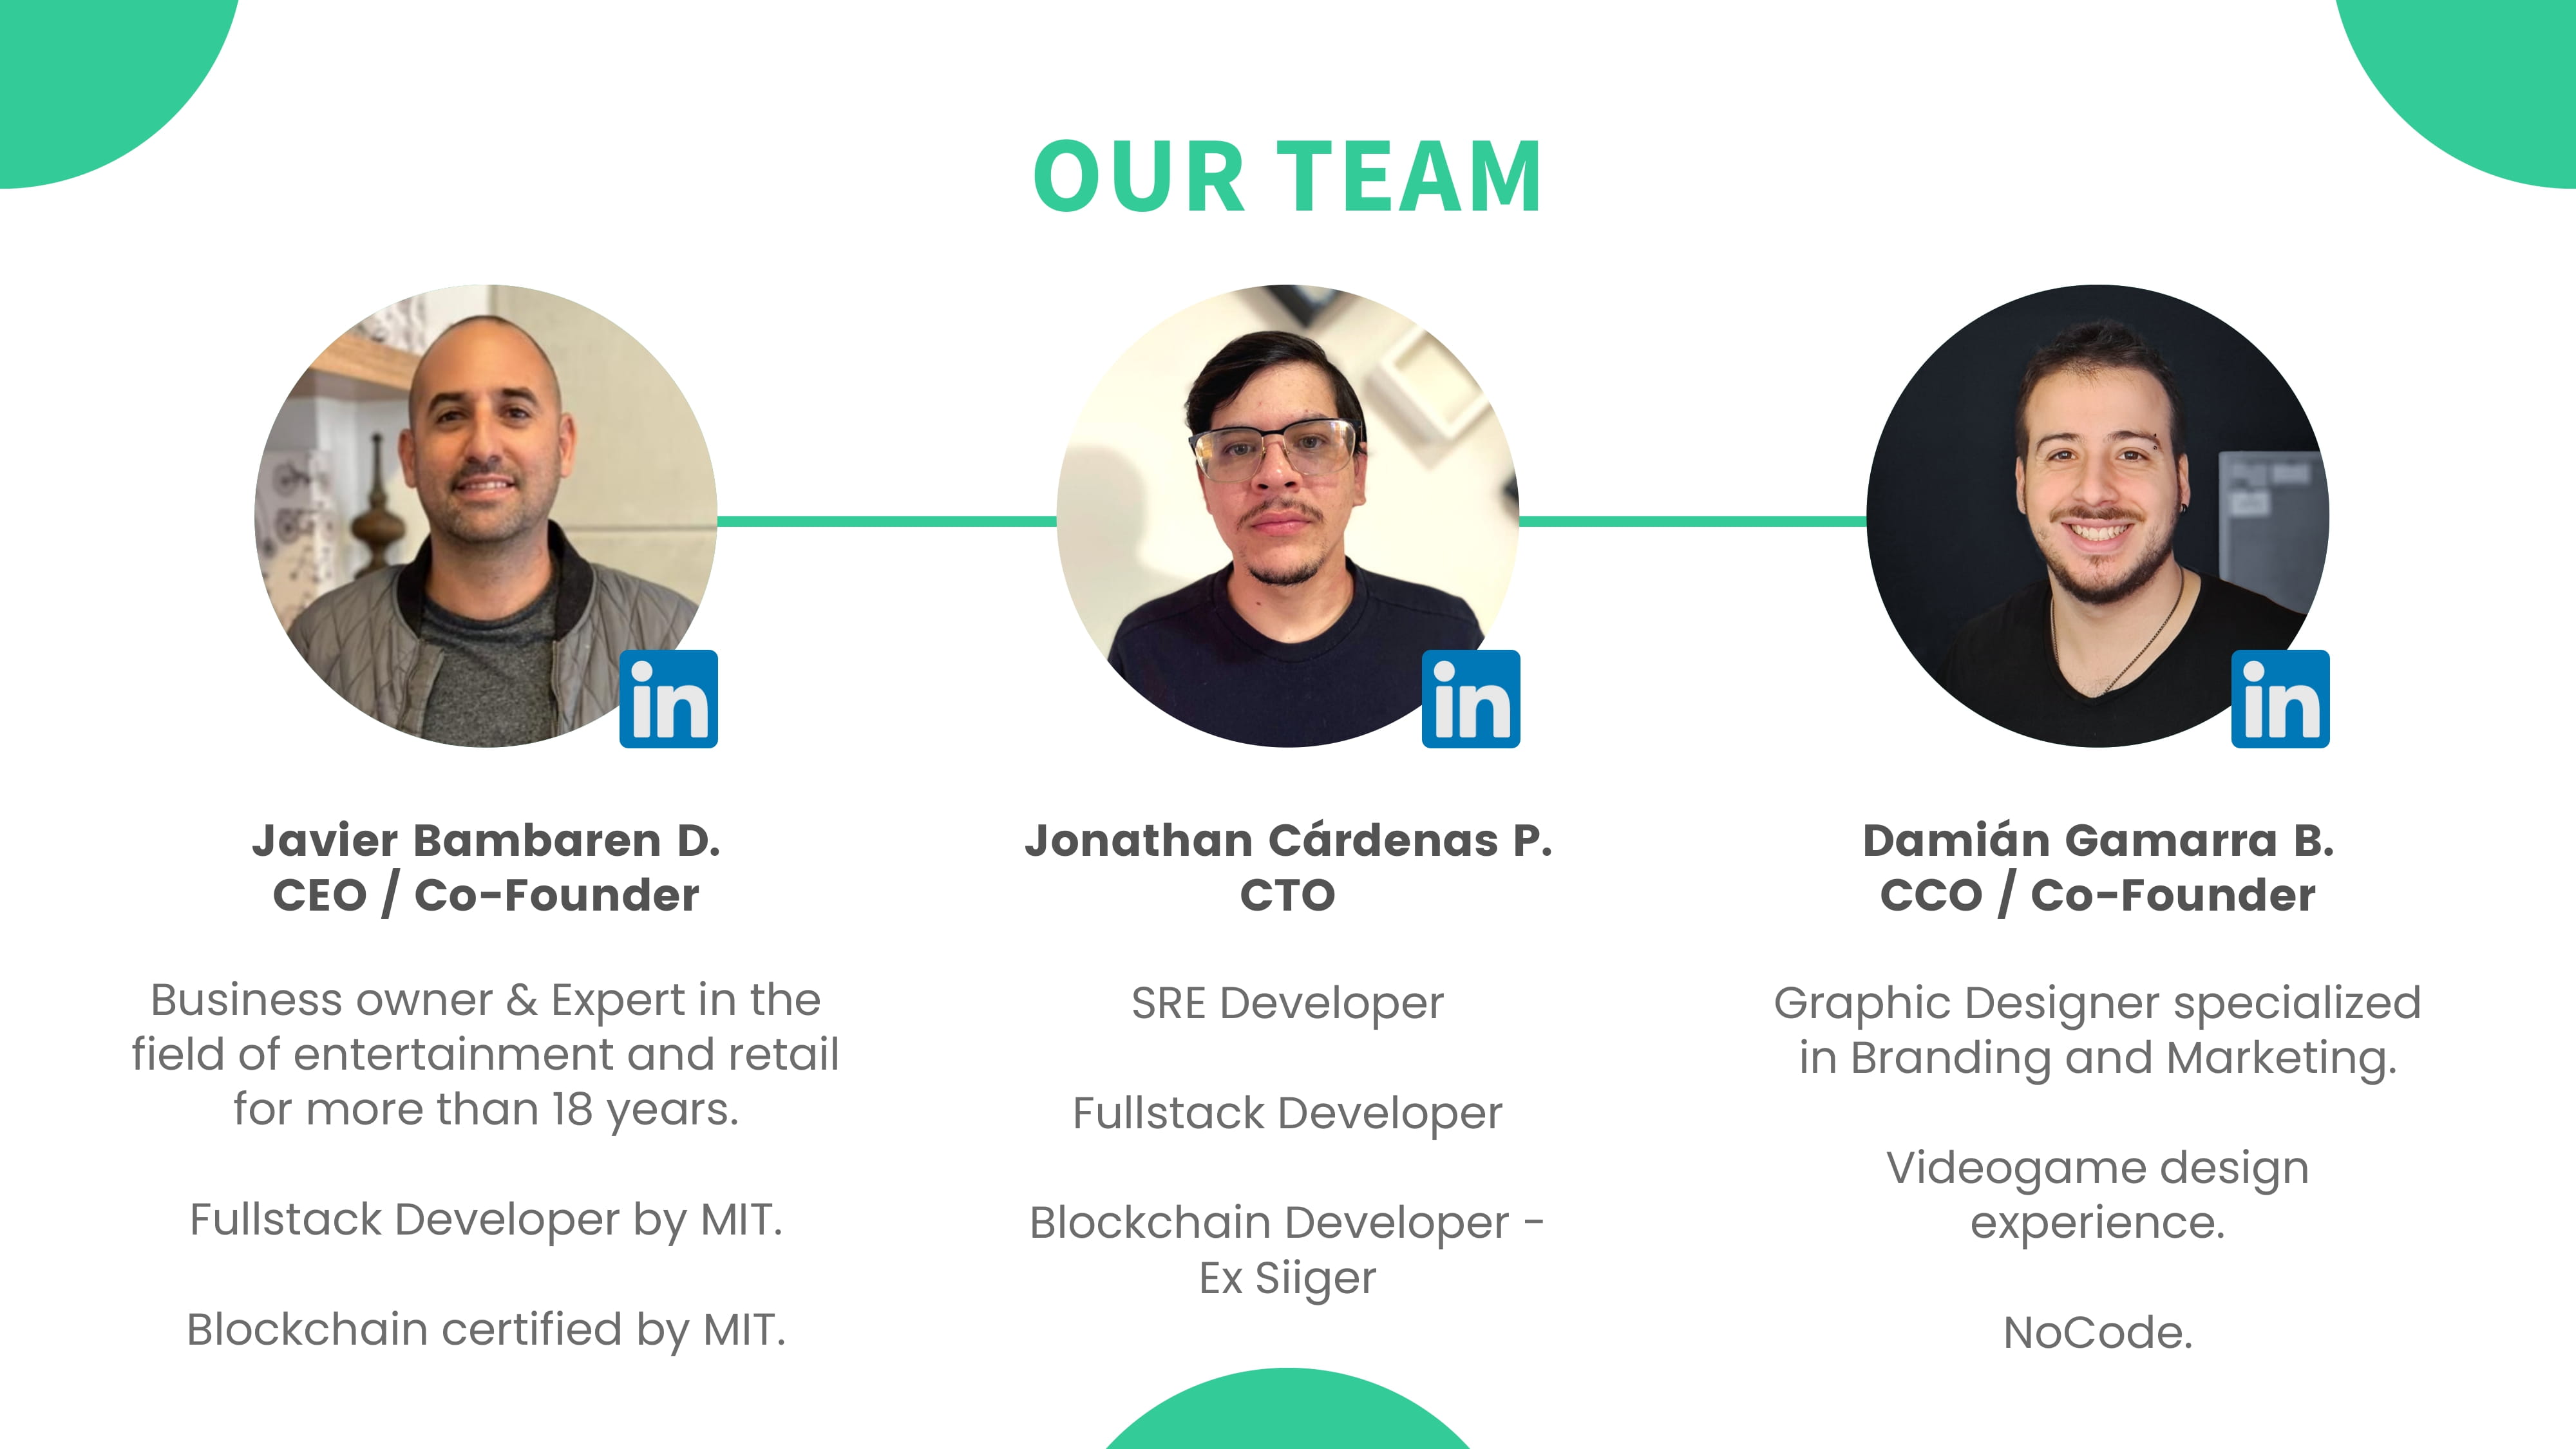 OUR TEAM
in
in
in
Javier Bambaren D.
CEO / Co-Founder
Business owner & Expert in the
field of entertainment and retail
for more than 18 years.
Fullstack Developer by MIT.
Blockchain certified by MIT.
Jonathan Cárdenas P.
CTO
SRE Developer
Fullstack Developer
Blockchain Developer -
Ex Siiger
Damián Gamarra B.
CCO / Co-Founder
Graphic Designer specialized
in Branding and Marketing.
Videogame design
experience.
NoCode.